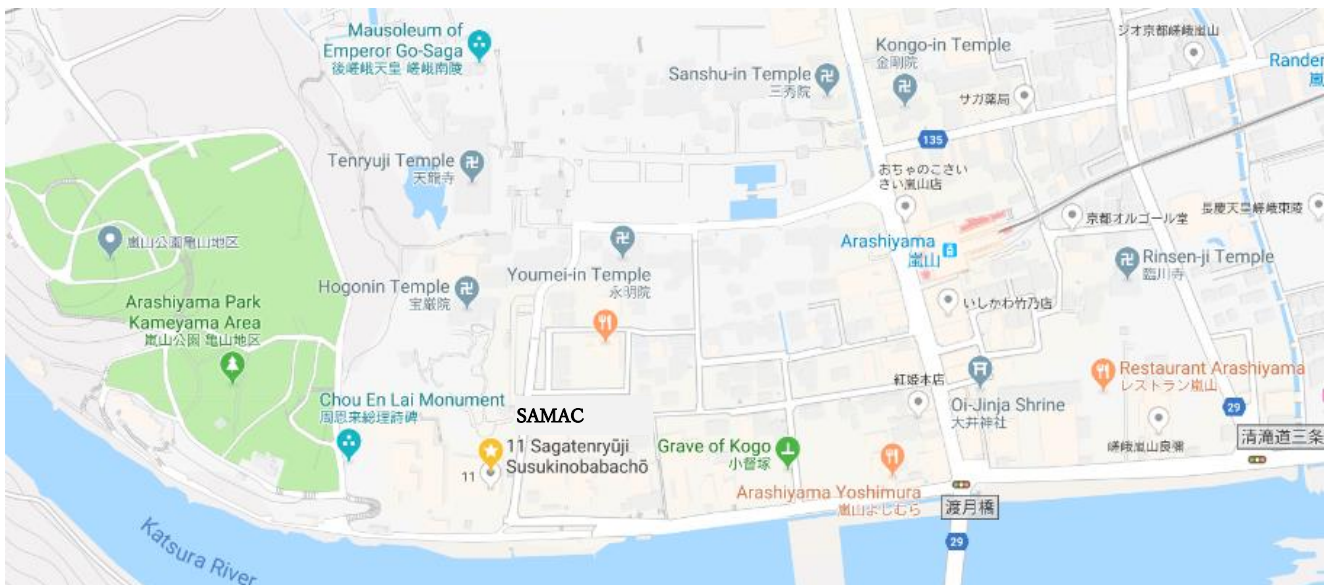 Mausoleum of
Emperor Go-Saga
後嵯峨天皇 嵯峨南陵
Kongo-in Temple
金剛院
ジオ京都嵯峨嵐山
Sanshu-in Temple
三秀院
サガ薬局
135
Tenryuji Temple
天龍寺
おちゃのこさい
さい嵐山店
京都オルゴール堂
長慶天皇嵯峨東陵
嵐山公園亀山地区
Arashiyama
嵐山
Rinsen-ji Temple
臨川寺
Youmei-in Temple
永明院
Hogonin Temple
宝厳院
いしかわ竹乃店
Arashiyama Park
Kameyama Area
嵐山公園 亀山地区
Restaurant Arashiyama
レストラン嵐山
紅姫本店
Oi-Jinja Shrine
大井神社
Chou En Lai Monument
周恩来総理詩碑
SAMAC
29
清滝道三条
11 Sagatenryūji
Susukinobabachō
11
Grave of Kogo
小督塚
嵯峨嵐山良彌
Arashiyama Yoshimura
嵐山よしむら
渡月橋
29
Katsura River